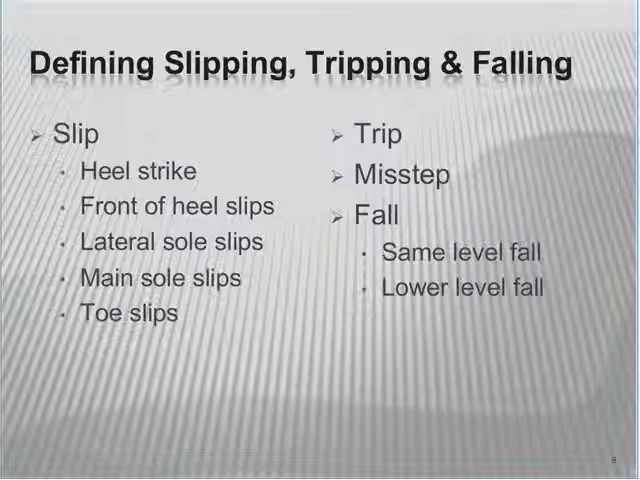 Defining Slipping, Tripping & Falling
➢ Slip
• Heel strike
• Front of heel slips
• Lateral sole slips
• Main sole slips
• Toe slips
➢ Trip
➢ Misstep
➢ Fall
• Same level fall
• Lower level fall
8